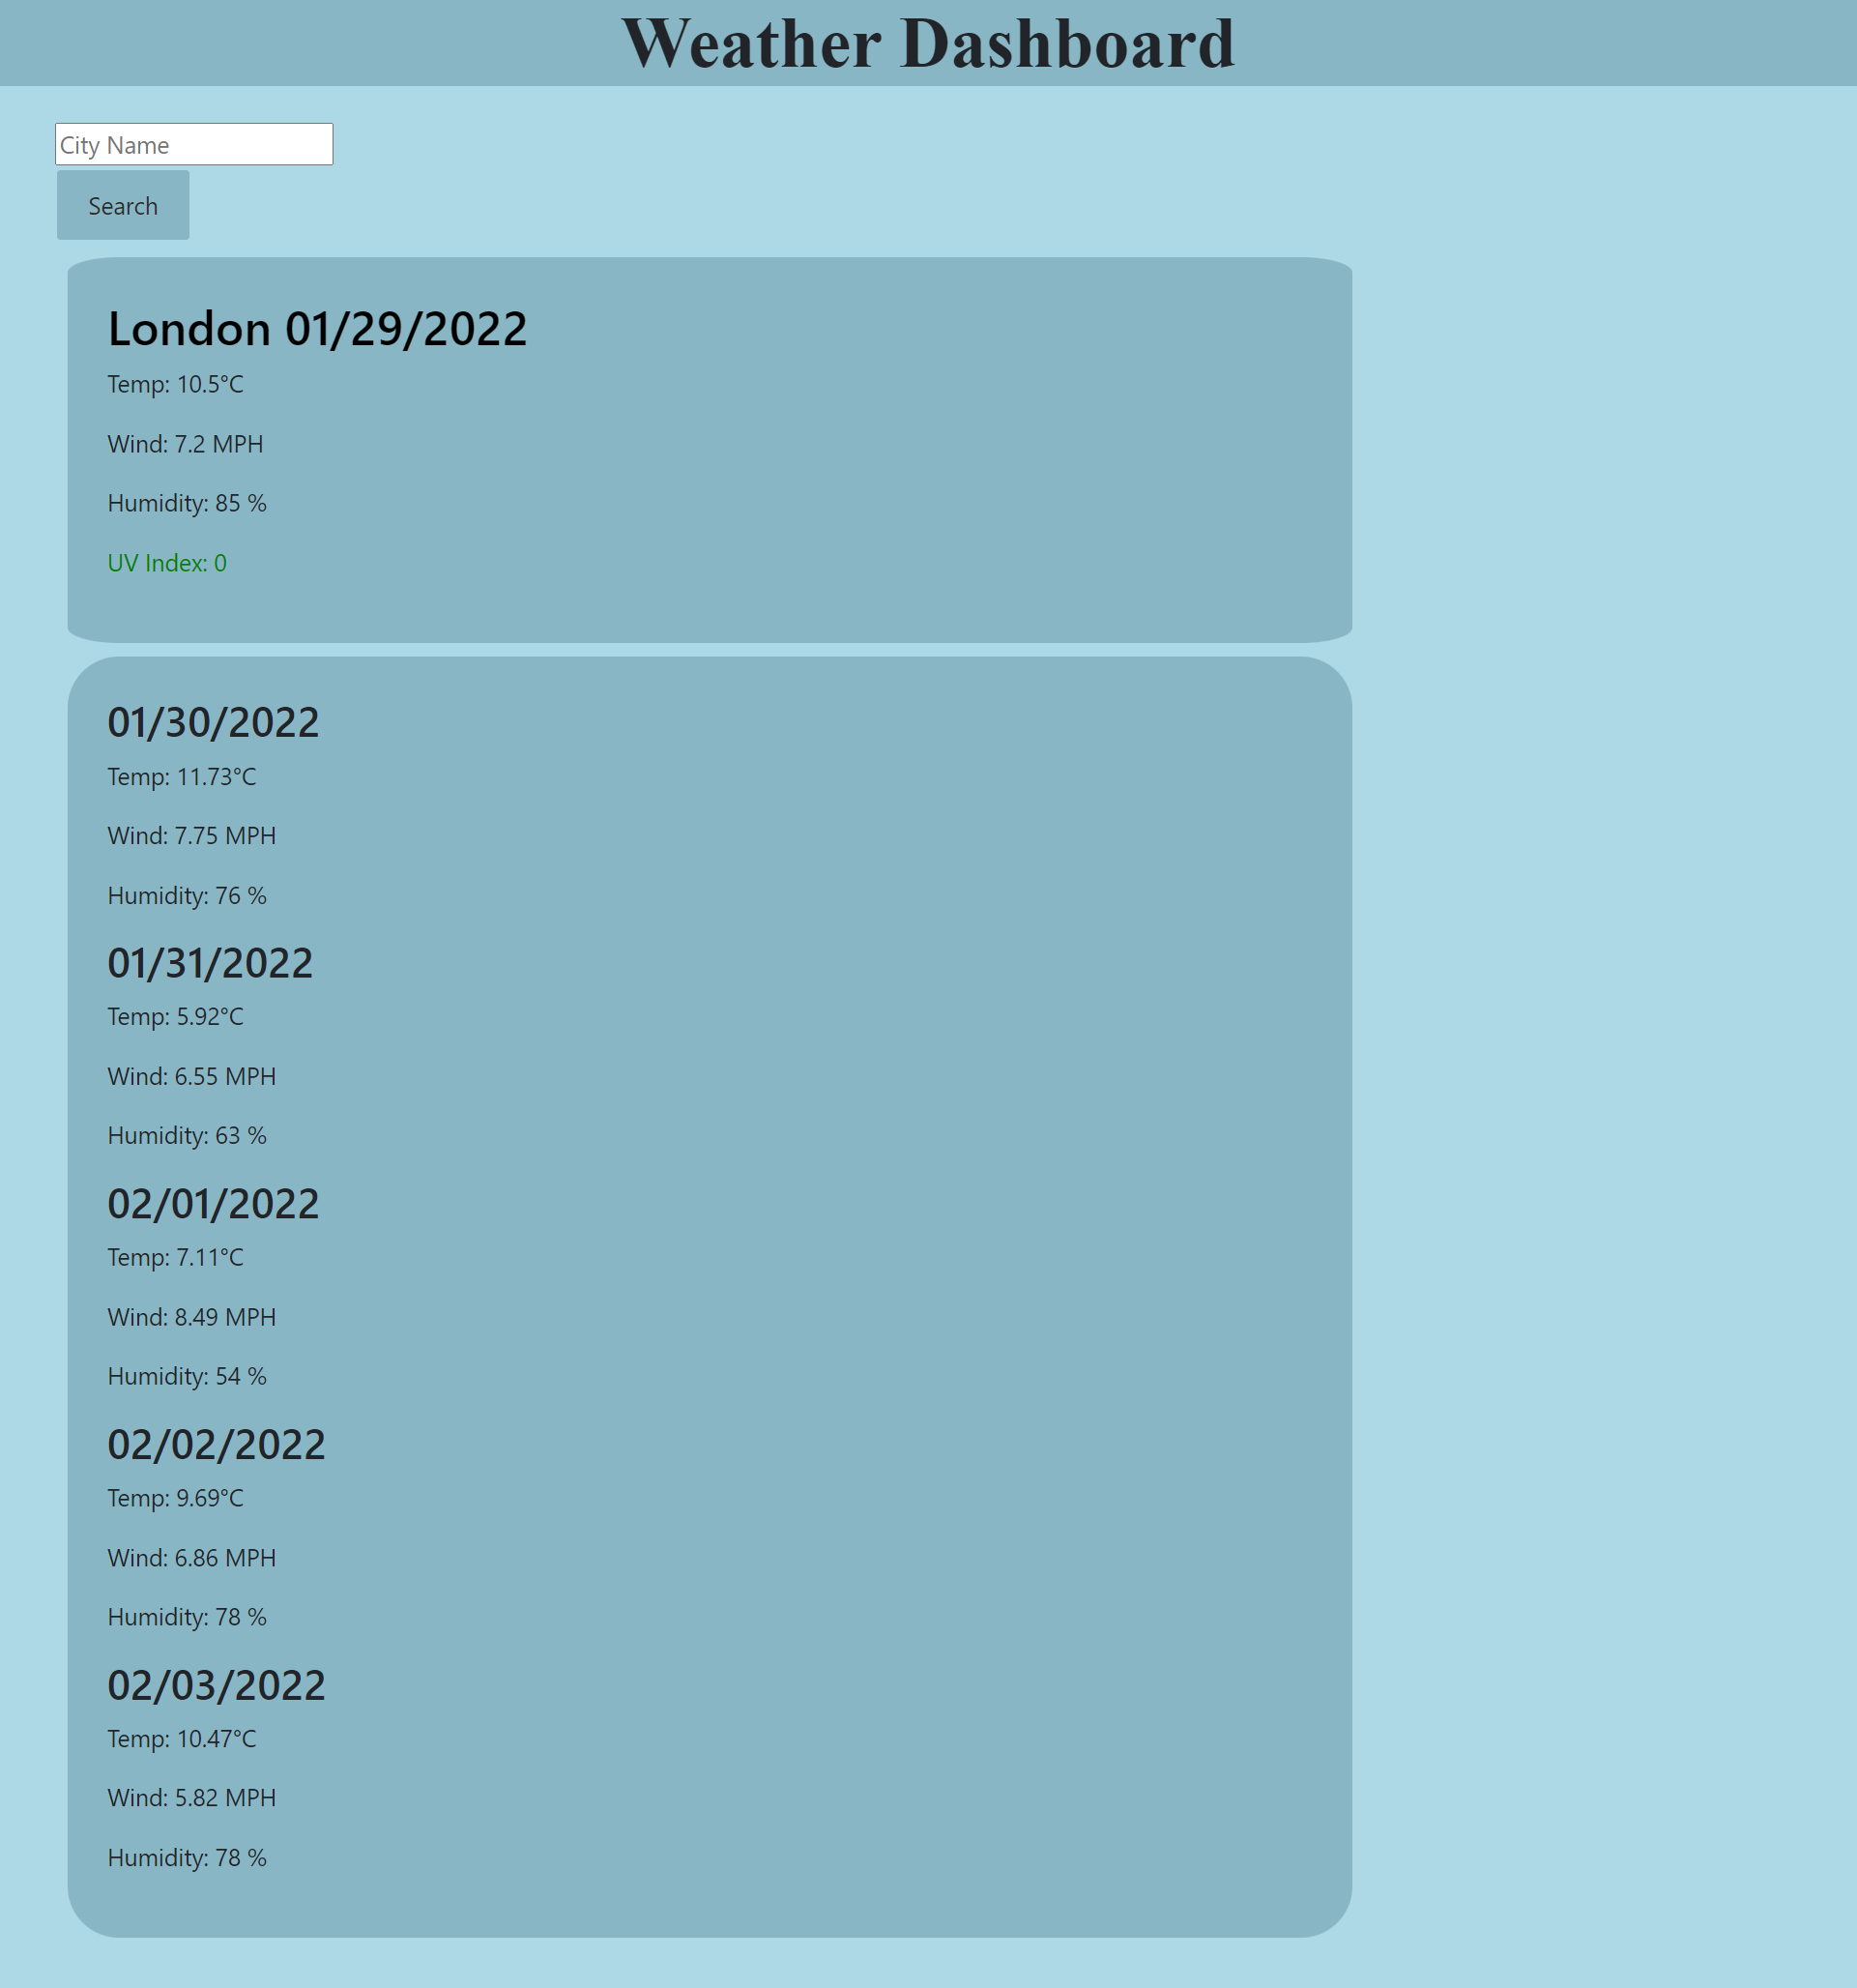 Weather Dashboard
City Name
Search
London 01/29/2022
Temp: 10.5°C
Wind: 7.2 MPH
Humidity: 85 %
UV Index: 0
01/30/2022
Temp: 11.73°C
Wind: 7.75 MPH
Humidity: 76 %
01/31/2022
Temp: 5.92°C
Wind: 6.55 MPH
Humidity: 63 %
02/01/2022
Temp: 7.11°C
Wind: 8.49 MPH
Humidity: 54 %
02/02/2022
Temp: 9.69°C
Wind: 6.86 MPH
Humidity: 78 %
02/03/2022
Temp: 10.47°C
Wind: 5.82 MPH
Humidity: 78 %